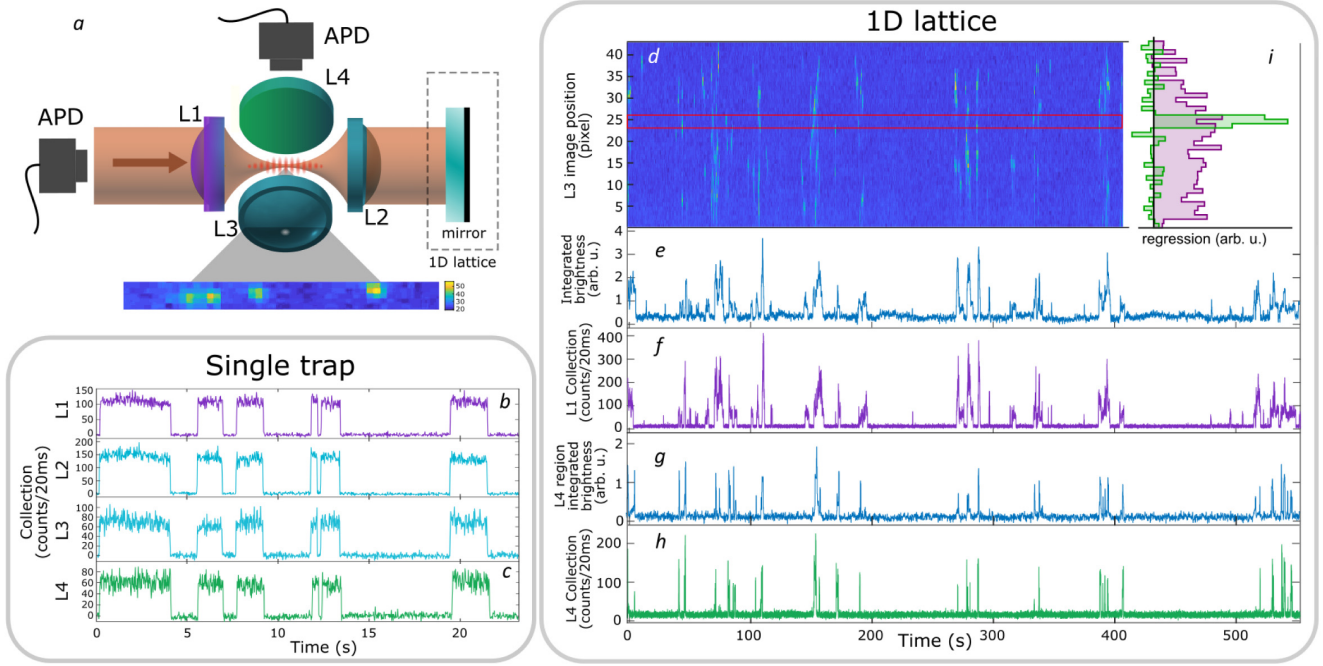 a
APD
L4
APD
L1
L3
L2
mirror
1D lattice
50
40
30
20
Single trap
Collection
(counts/20ms)
L1
150
100
50
0
b
L2
200
150
100
50
0
L3
100
80
60
40
20
0
L4
80
60
40
20
0
c
0 5 10 15 20
Time (s)
1D lattice
L3 image position
(pixel)
40
35
30
25
20
15
10
5
d
i
regression (arb. u.)
Integrated
brightness
(arb. u.)
4
3
2
1
0
e
L1 Collection
(counts/20ms)
400
300
200
100
0
f
L4 region
integrated
brightness
(arb. u.)
2
1
0
g
L4 Collection
(counts/20ms)
200
100
0
h
0 100 200 300 400 500
Time (s)